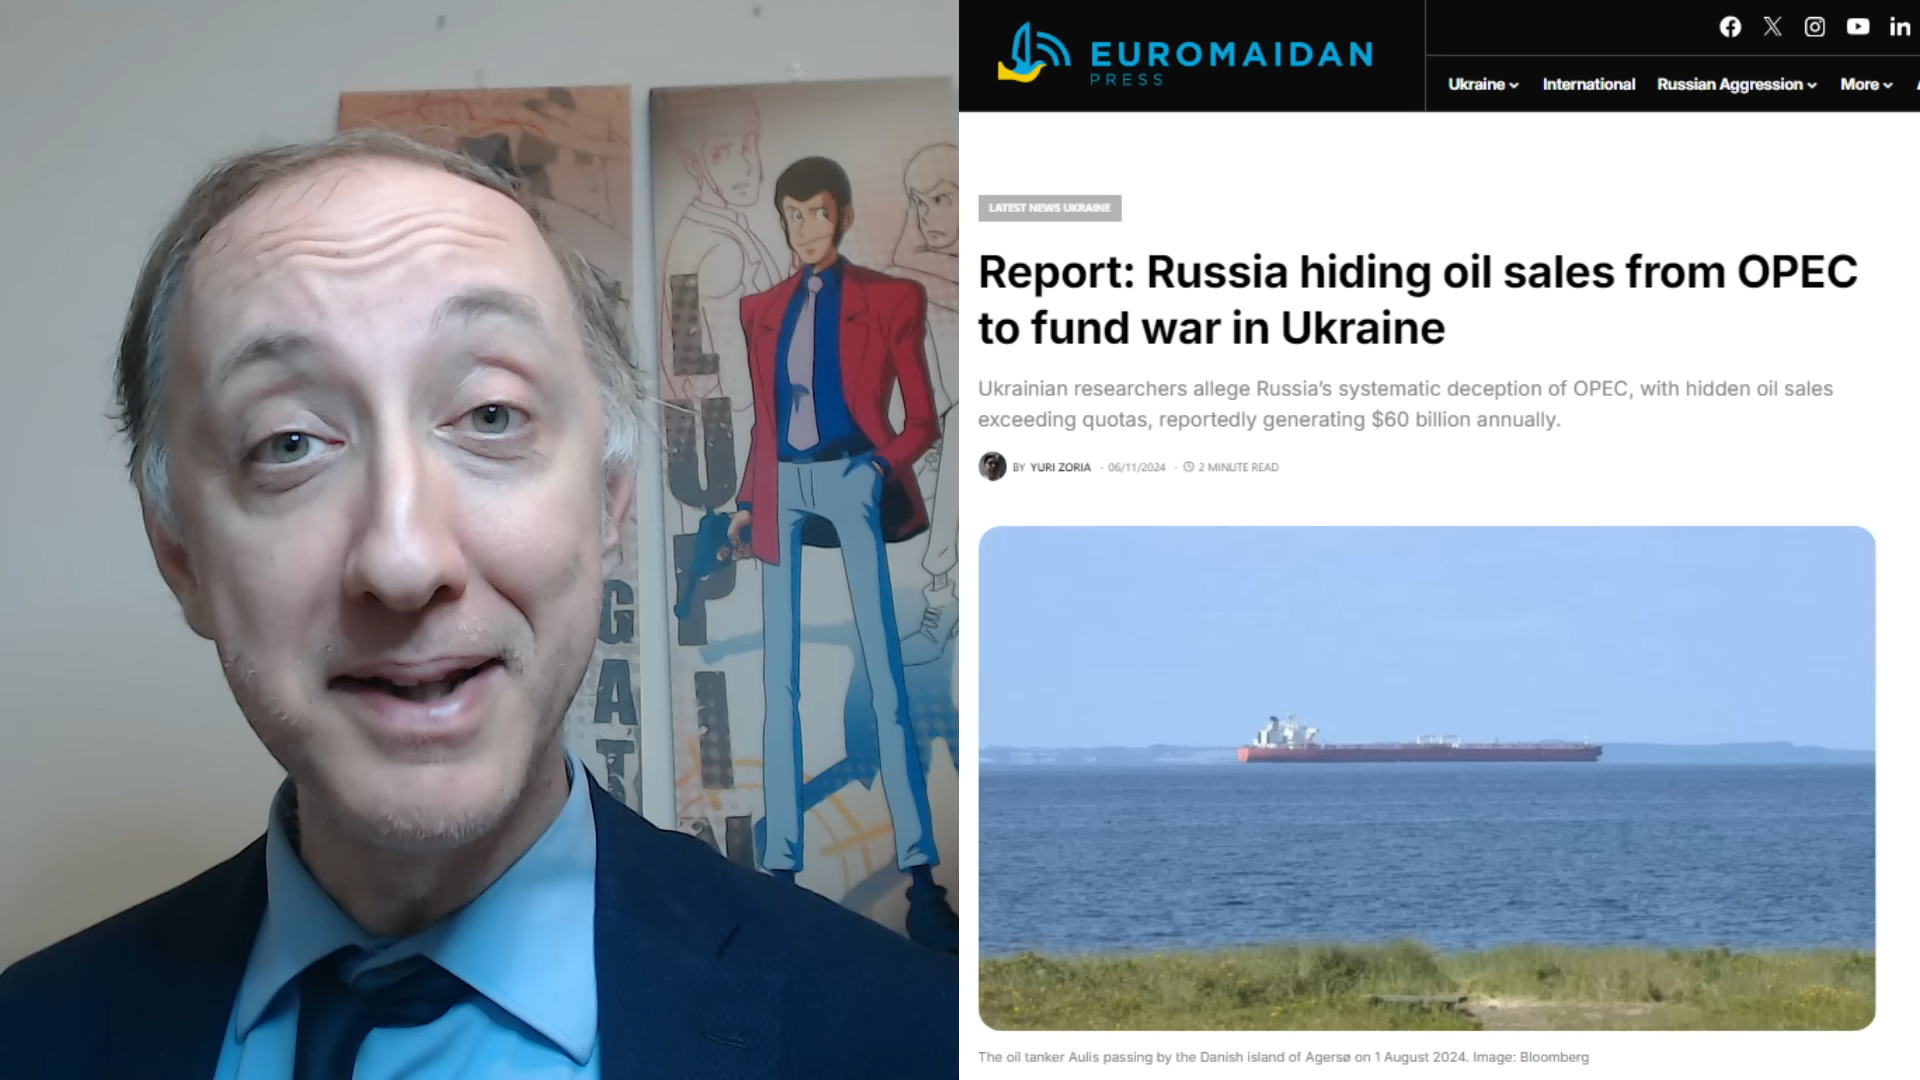 LUPIN
GAT
EUROMAIDAN
PRESS
Ukraine
International
Russian Aggression
More
LATEST NEWS UKRAINE
Report: Russia hiding oil sales from OPEC
to fund war in Ukraine
Ukrainian researchers allege Russia's systematic deception of OPEC, with hidden oil sales
exceeding quotas, reportedly generating $60 billion annually.
BY YURI ZORIA · 06/11/2024 · 2 MINUTE READ
The oil tanker Aulis passing by the Danish island of Agersø on 1 August 2024. Image: Bloomberg